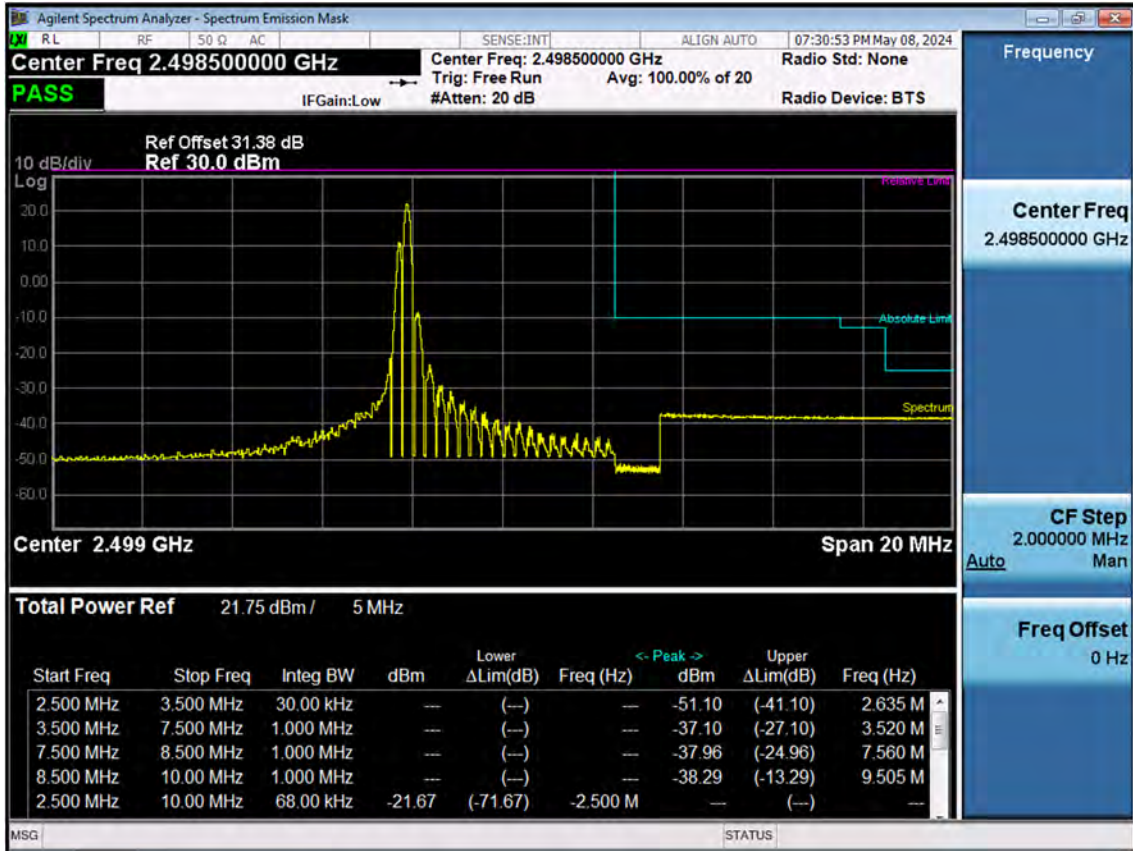 Agilent Spectrum Analyzer - Spectrum Emission Mask
LXI RL RF 50 Ω AC SENSE:INT ALIGN AUTO 07:30:53 PM May 08, 2024
Center Freq 2.498500000 GHz
Center Freq: 2.498500000 GHz
Radio Std: None
Trig: Free Run Avg: 100.00% of 20
PASS
IFGain:Low
#Atten: 20 dB
Radio Device: BTS
Ref Offset 31.38 dB
10 dB/div Ref 30.0 dBm
Log
Relative Limit
20.0
10.0
0.00
-10.0
Absolute Limit
-20.0
-30.0
Spectrum
-40.0
-50.0
-60.0
Center 2.499 GHz
Span 20 MHz
Total Power Ref 21.75 dBm / 5 MHz
Lower <- Peak -> Upper
Start Freq Stop Freq Integ BW dBm ΔLim(dB) Freq (Hz) dBm ΔLim(dB) Freq (Hz)
2.500 MHz 3.500 MHz 30.00 kHz --- (---) --- -51.10 (-41.10) 2.635 M
3.500 MHz 7.500 MHz 1.000 MHz --- (---) --- -37.10 (-27.10) 3.520 M
7.500 MHz 8.500 MHz 1.000 MHz --- (---) --- -37.96 (-24.96) 7.560 M
8.500 MHz 10.00 MHz 1.000 MHz --- (---) --- -38.29 (-13.29) 9.505 M
2.500 MHz 10.00 MHz 68.00 kHz -21.67 (-71.67) -2.500 M --- (---) ---
MSG
STATUS
Frequency
Center Freq
2.498500000 GHz
CF Step
2.000000 MHz
Auto Man
Freq Offset
0 Hz